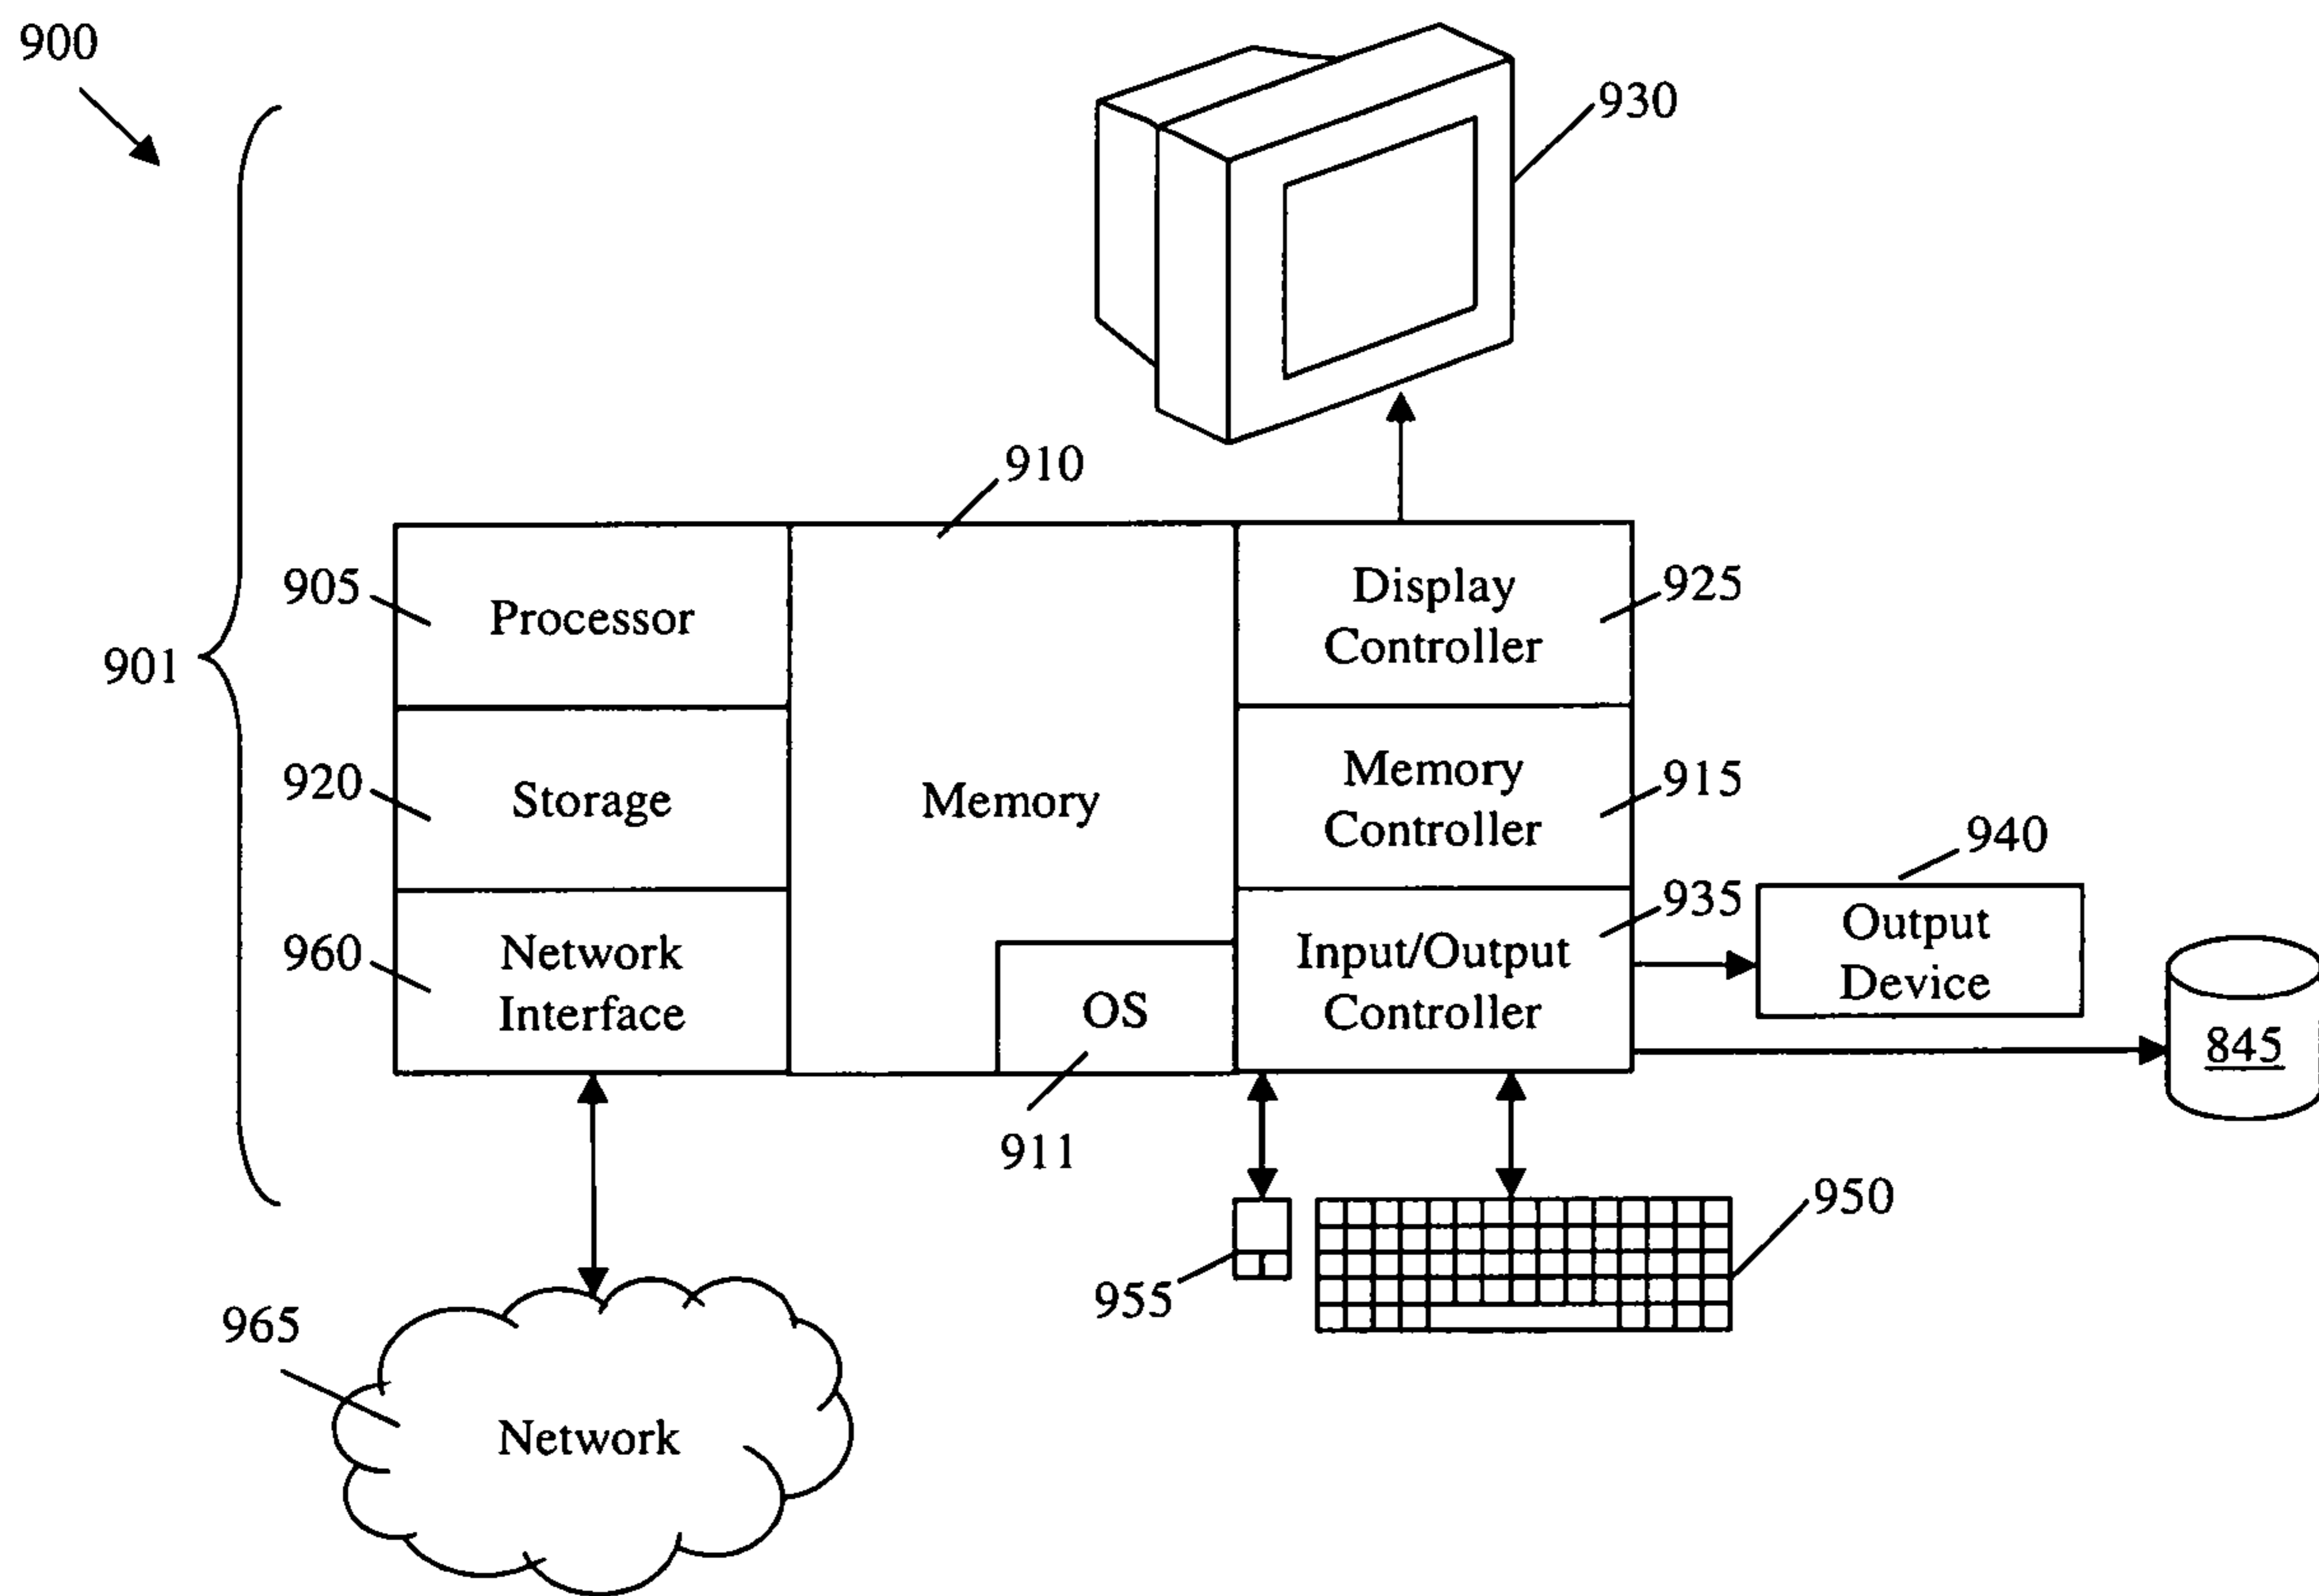 900
930
910
905
Processor
Display
Controller
925
901
920
Storage
Memory
Memory
Controller
915
940
960
Network
Interface
OS
Input/Output
Controller
935
Output
Device
845
911
955
950
965
Network